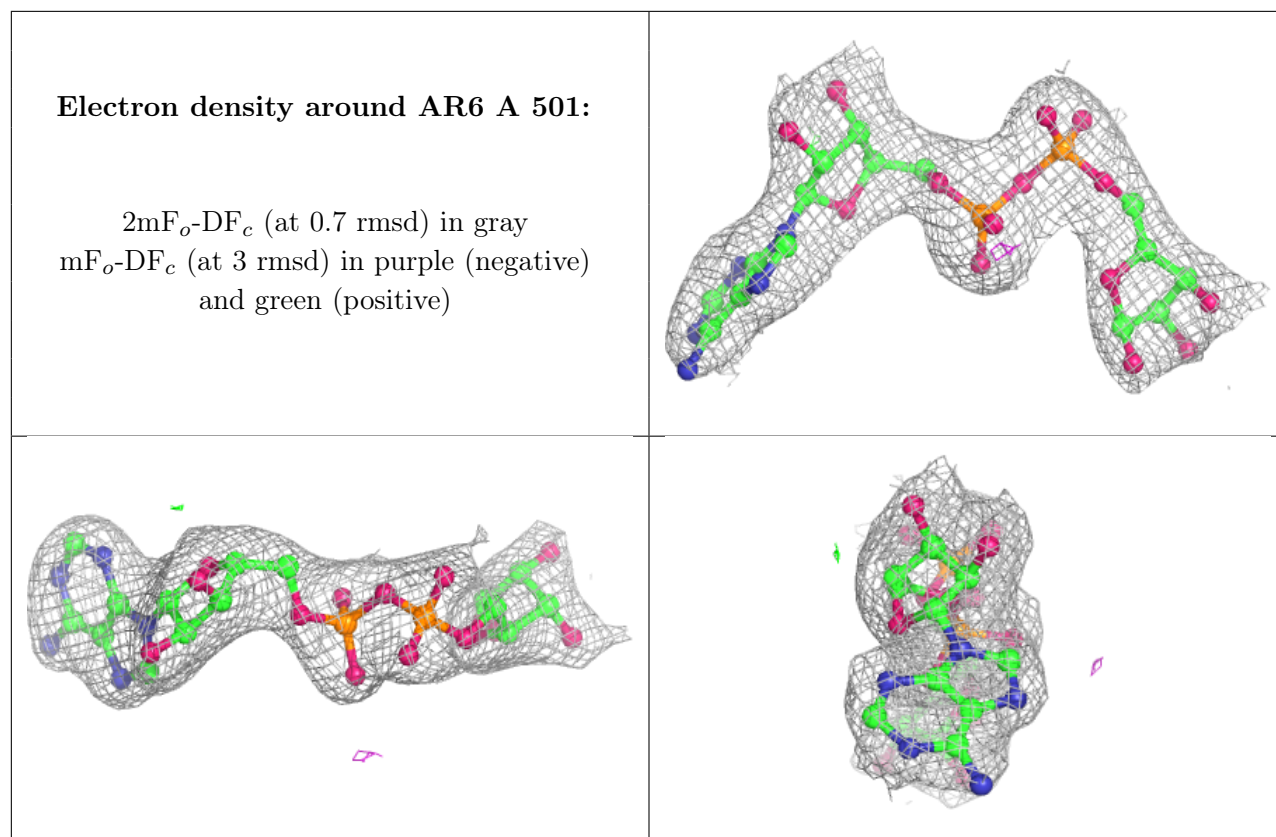 Electron density around AR6 A 501:
2mFo-DFc (at 0.7 rmsd) in gray
mFo-DFc (at 3 rmsd) in purple (negative)
and green (positive)